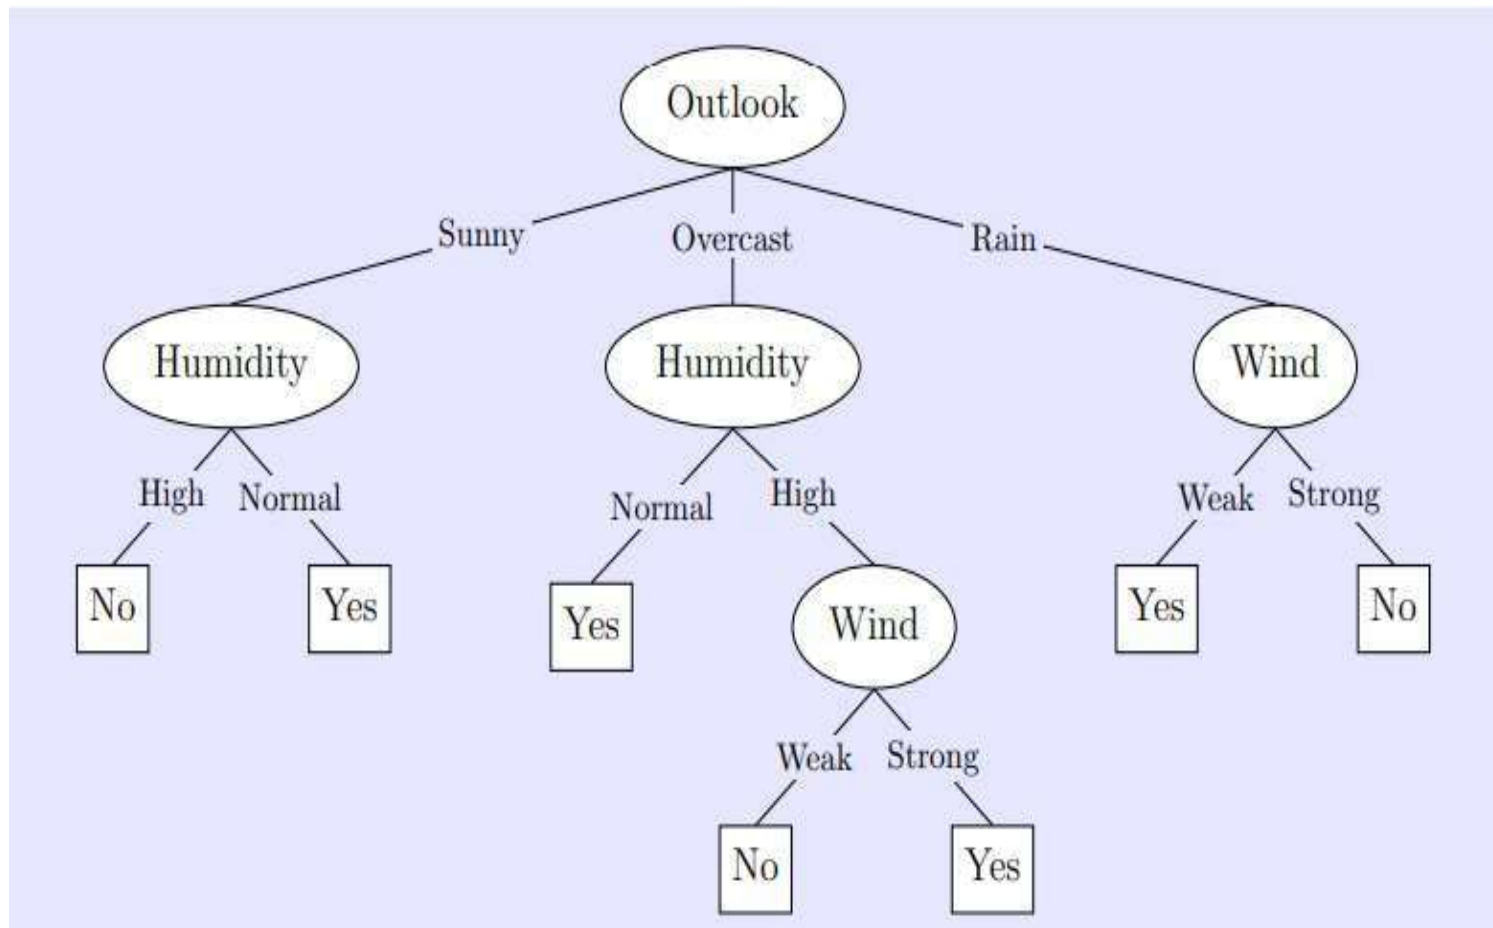 Outlook
Sunny Overcast Rain
Humidity Humidity Wind
High Normal Normal High Weak Strong
No Yes Yes Wind Yes No
Weak Strong
No Yes